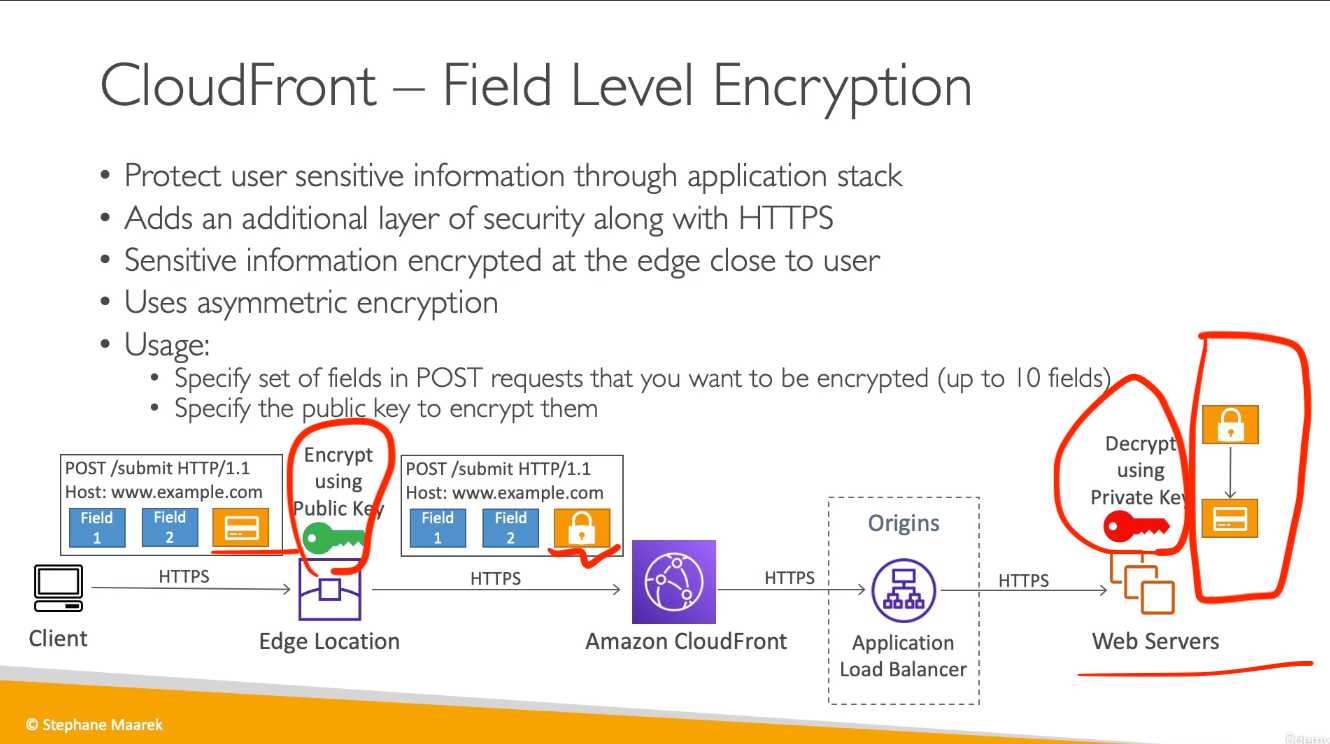 CloudFront – Field Level Encryption
• Protect user sensitive information through application stack
• Adds an additional layer of security along with HTTPS
• Sensitive information encrypted at the edge close to user
• Uses asymmetric encryption
• Usage:
• Specify set of fields in POST requests that you want to be encrypted (up to 10 fields)
• Specify the public key to encrypt them
POST /submit HTTP/1.1
Host: www.example.com
Field
1
Field
2
Encrypt
using
Public Key
POST /submit HTTP/1.1
Host: www.example.com
Field
1
Field
2
Origins
Decrypt
using
Private Key
HTTPS
HTTPS
HTTPS
HTTPS
Client
Edge Location
Amazon CloudFront
Application
Load Balancer
Web Servers
© Stephane Maarek
ûdemy